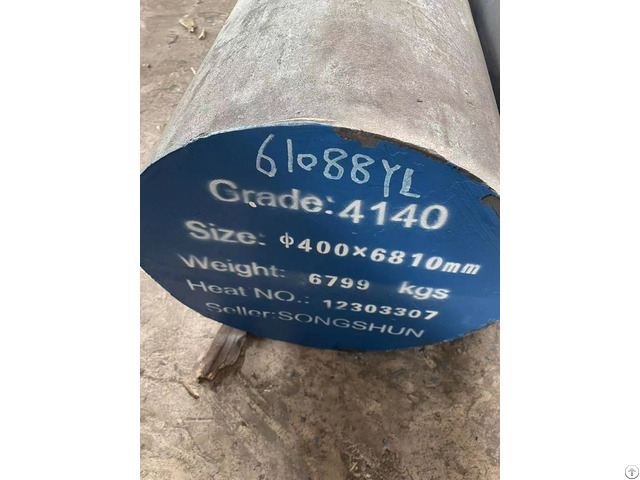 61088YL
Grade:4140
Size: Φ400×6810mm
Weight: 6799 kgs
Heat NO.: 12303307
Seller:SONGSHUN